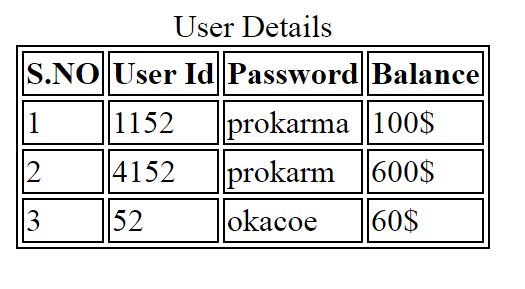 User Details
S.NO User Id Password Balance
1 1152 prokarma 100$
2 4152 prokarm 600$
3 52 okacoe 60$